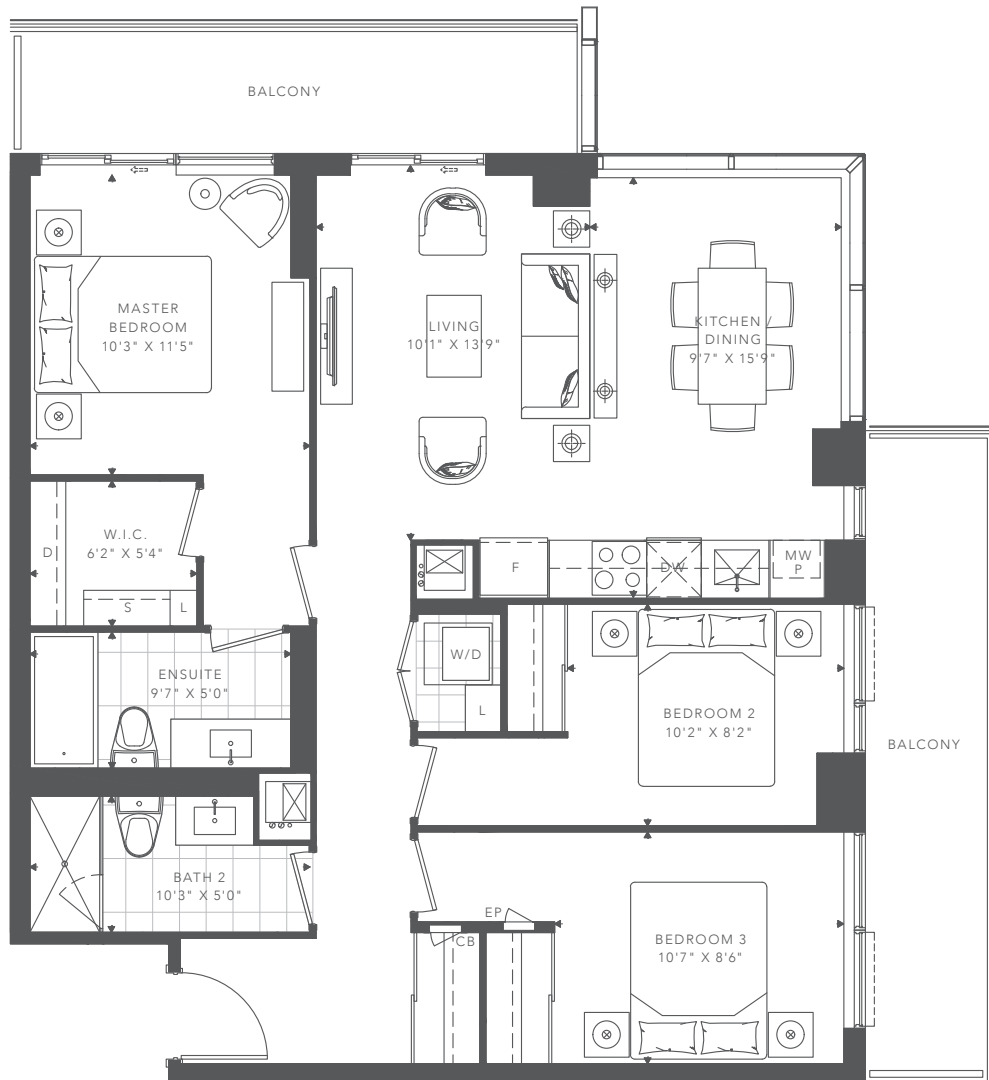 BALCONY
MASTER
BEDROOM
10'3" X 11'5"
LIVING
10'1" X 13'9"
KITCHEN /
DINING
9'7" X 15'9"
W.I.C.
6'2" X 5'4"
D
S
L
F
DW
MW
P
ENSUITE
9'7" X 5'0"
W/D
L
BEDROOM 2
10'2" X 8'2"
BALCONY
BATH 2
10'3" X 5'0"
EP
CB
BEDROOM 3
10'7" X 8'6"